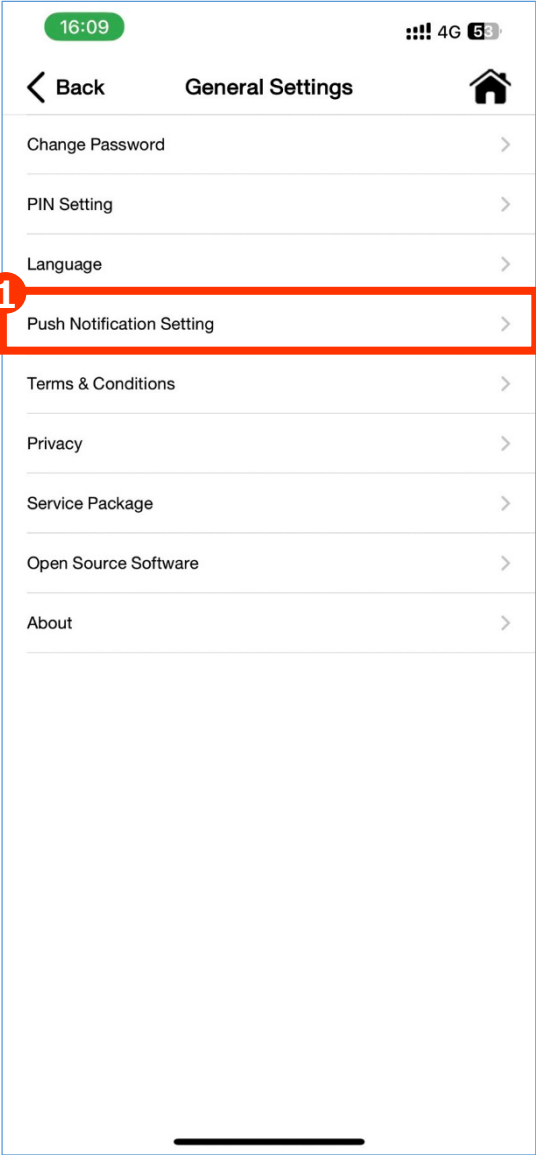 16:09
4G 53
Back
General Settings
Change Password
PIN Setting
Language
1
Push Notification Setting
Terms & Conditions
Privacy
Service Package
Open Source Software
About